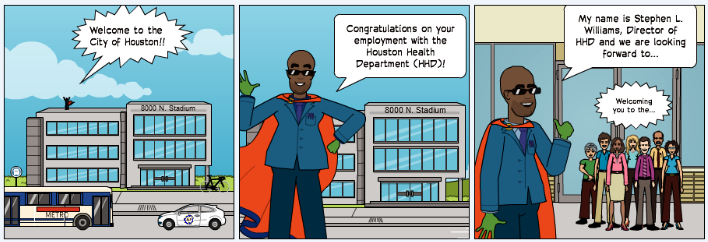 Welcome to the
City of Houston!!
8000 N. Stadium
METRO
Congratulations on your
employment with the
Houston Health
Department (HHD)!
8000 N. Stadium
My name is Stephen L.
Williams, Director of
HHD and we are looking
forward to...
Welcoming
you to the...